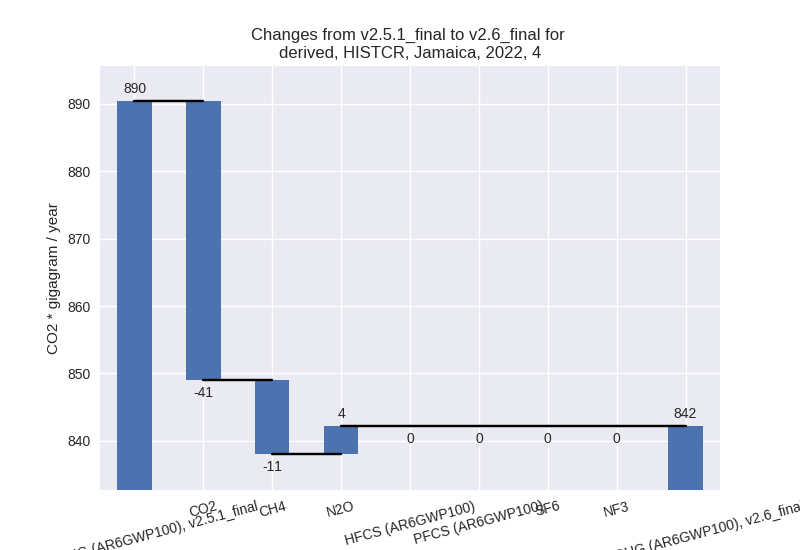 Changes from v2.5.1_final to v2.6_final for
derived, HISTCR, Jamaica, 2022, 4
890
890
880
870
860
850
840
CO2 * gigagram / year
-41
-11
4
0
0
0
0
842
(AR6GWP100), v2.5.1_final
CO2
CH4
N2O
HFCS (AR6GWP100)
PFCS (AR6GWP100)
SF6
NF3
(AR6GWP100), v2.6_final